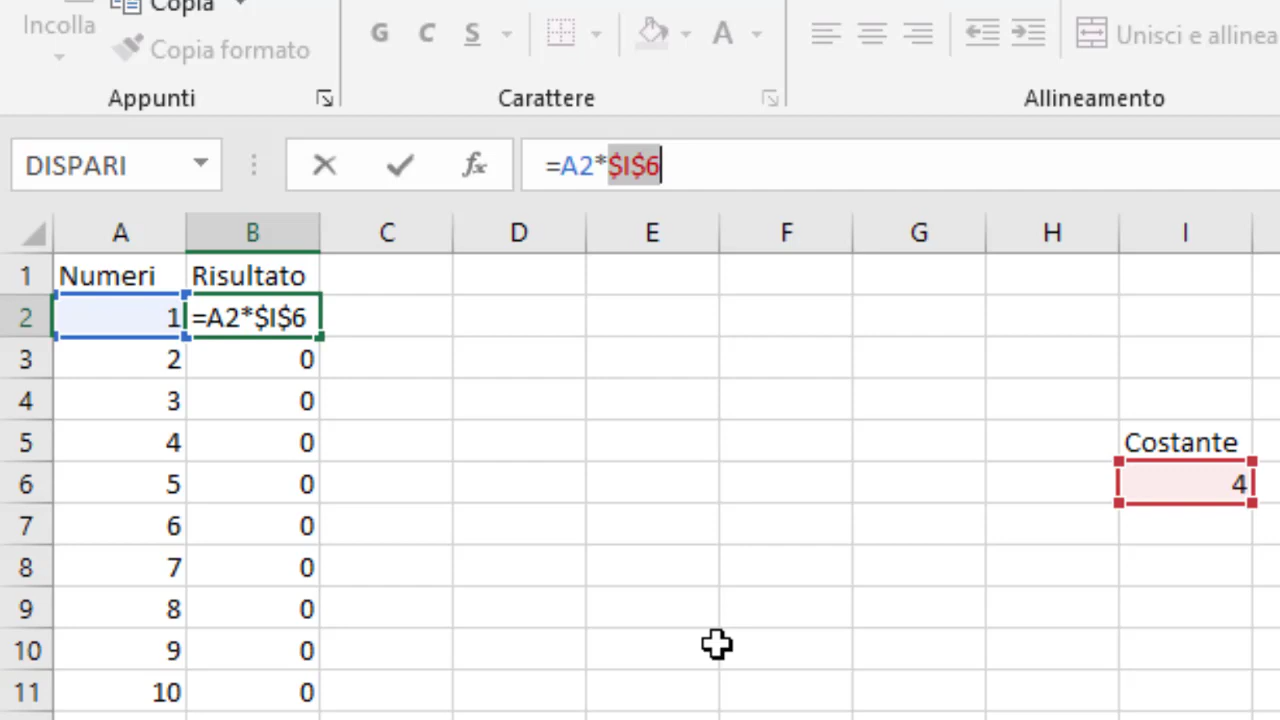 Incolla Copia
Copia formato
G C S A Unisci e allinea
Appunti Carattere Allineamento
DISPARI fx =A2*$I$6
A B C D E F G H I
1 Numeri Risultato
2 1 =A2*$I$6
3 2 0
4 3 0
5 4 0 Costante
6 5 0 4
7 6 0
8 7 0
9 8 0
10 9 0
11 10 0